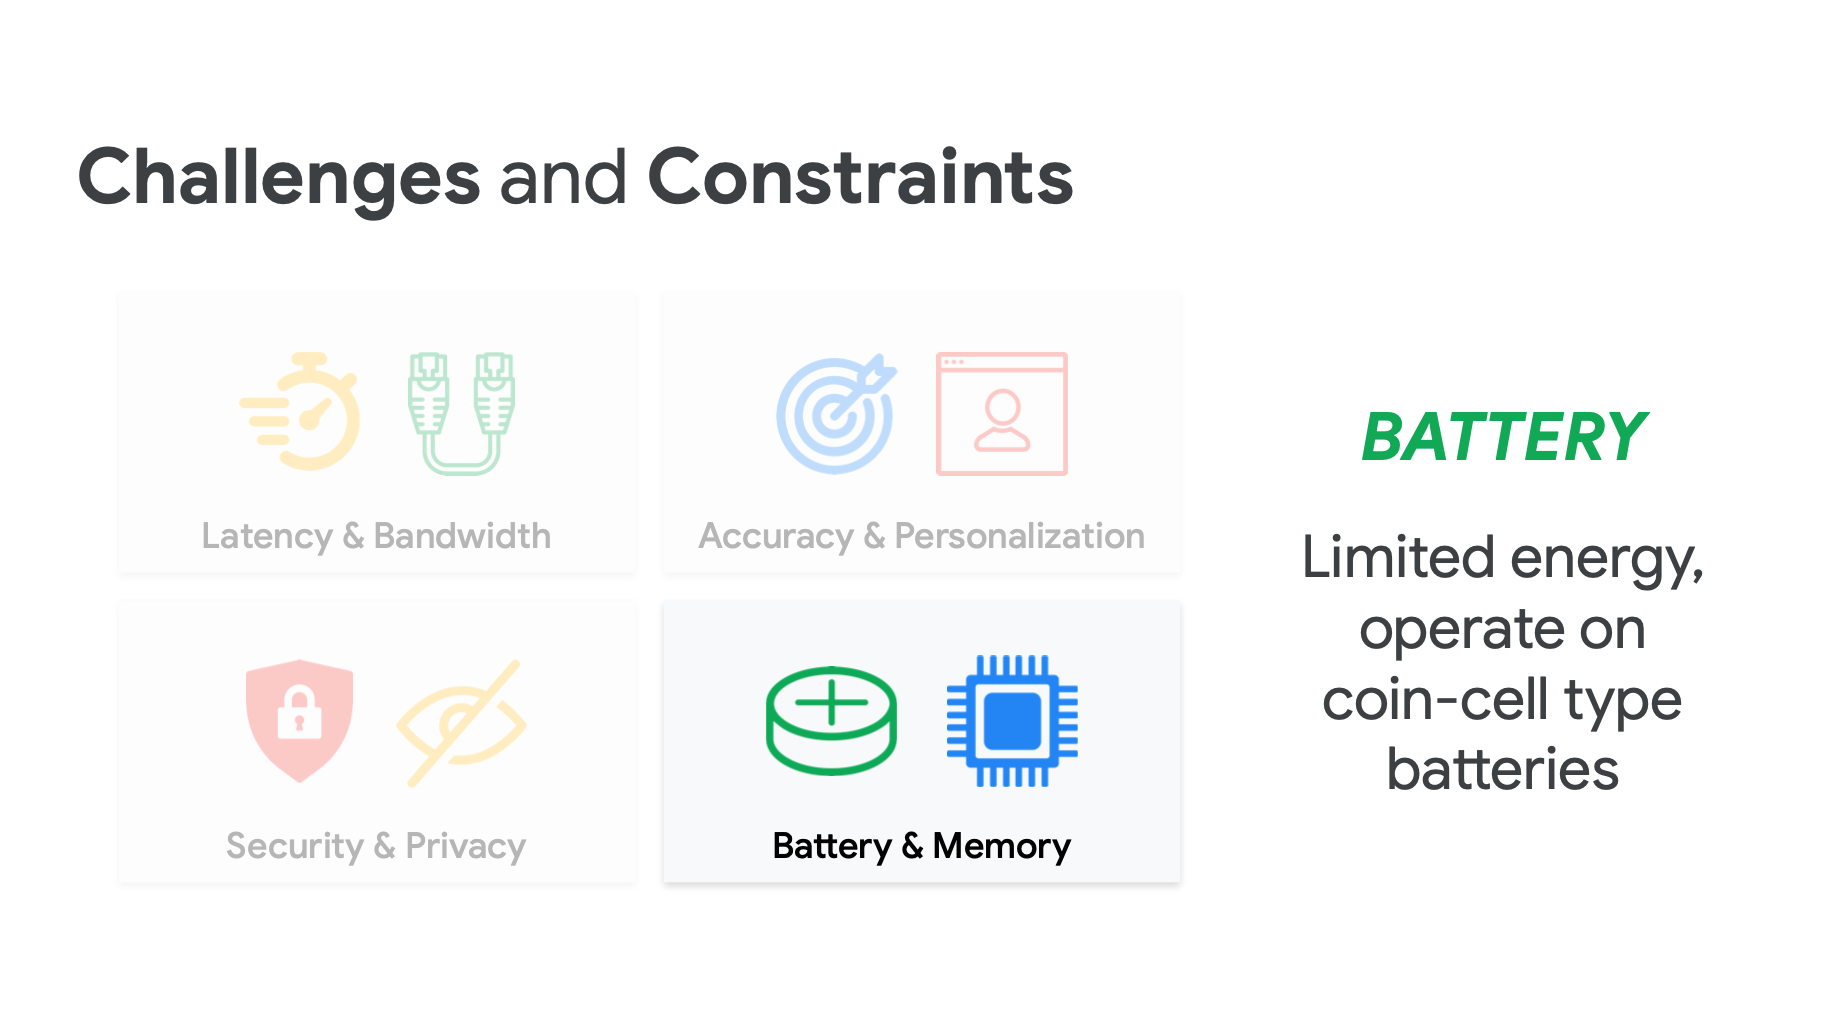 Challenges and Constraints
Latency & Bandwidth
Accuracy & Personalization
Security & Privacy
Battery & Memory
BATTERY
Limited energy,
operate on
coin-cell type
batteries